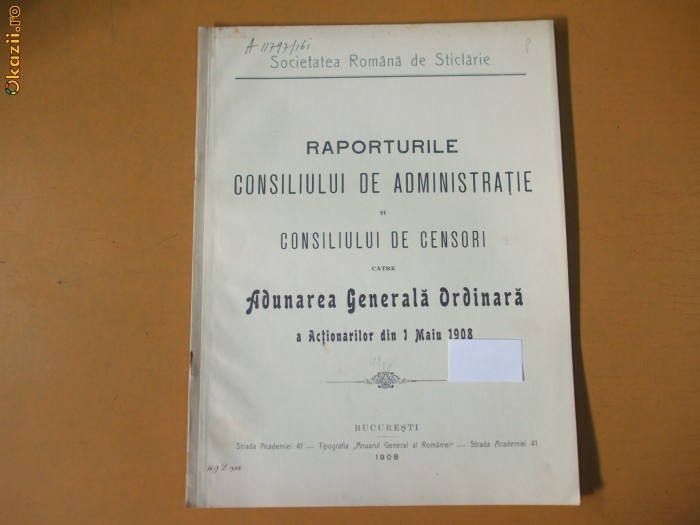 Okazii.ro
A 11797/161
Societatea Română de Sticlărie
RAPORTURILE
CONSILIULUI DE ADMINISTRAȚIE
ȘI
CONSILIULUI DE CENSORI
CĂTRE
Adunarea Generală Ordinară
a Acționarilor din 1 Maiu 1908
BUCUREȘTI
Strada Academiei 41 — Tipografia „Anuarul General al României" — Strada Academiei 41
1908